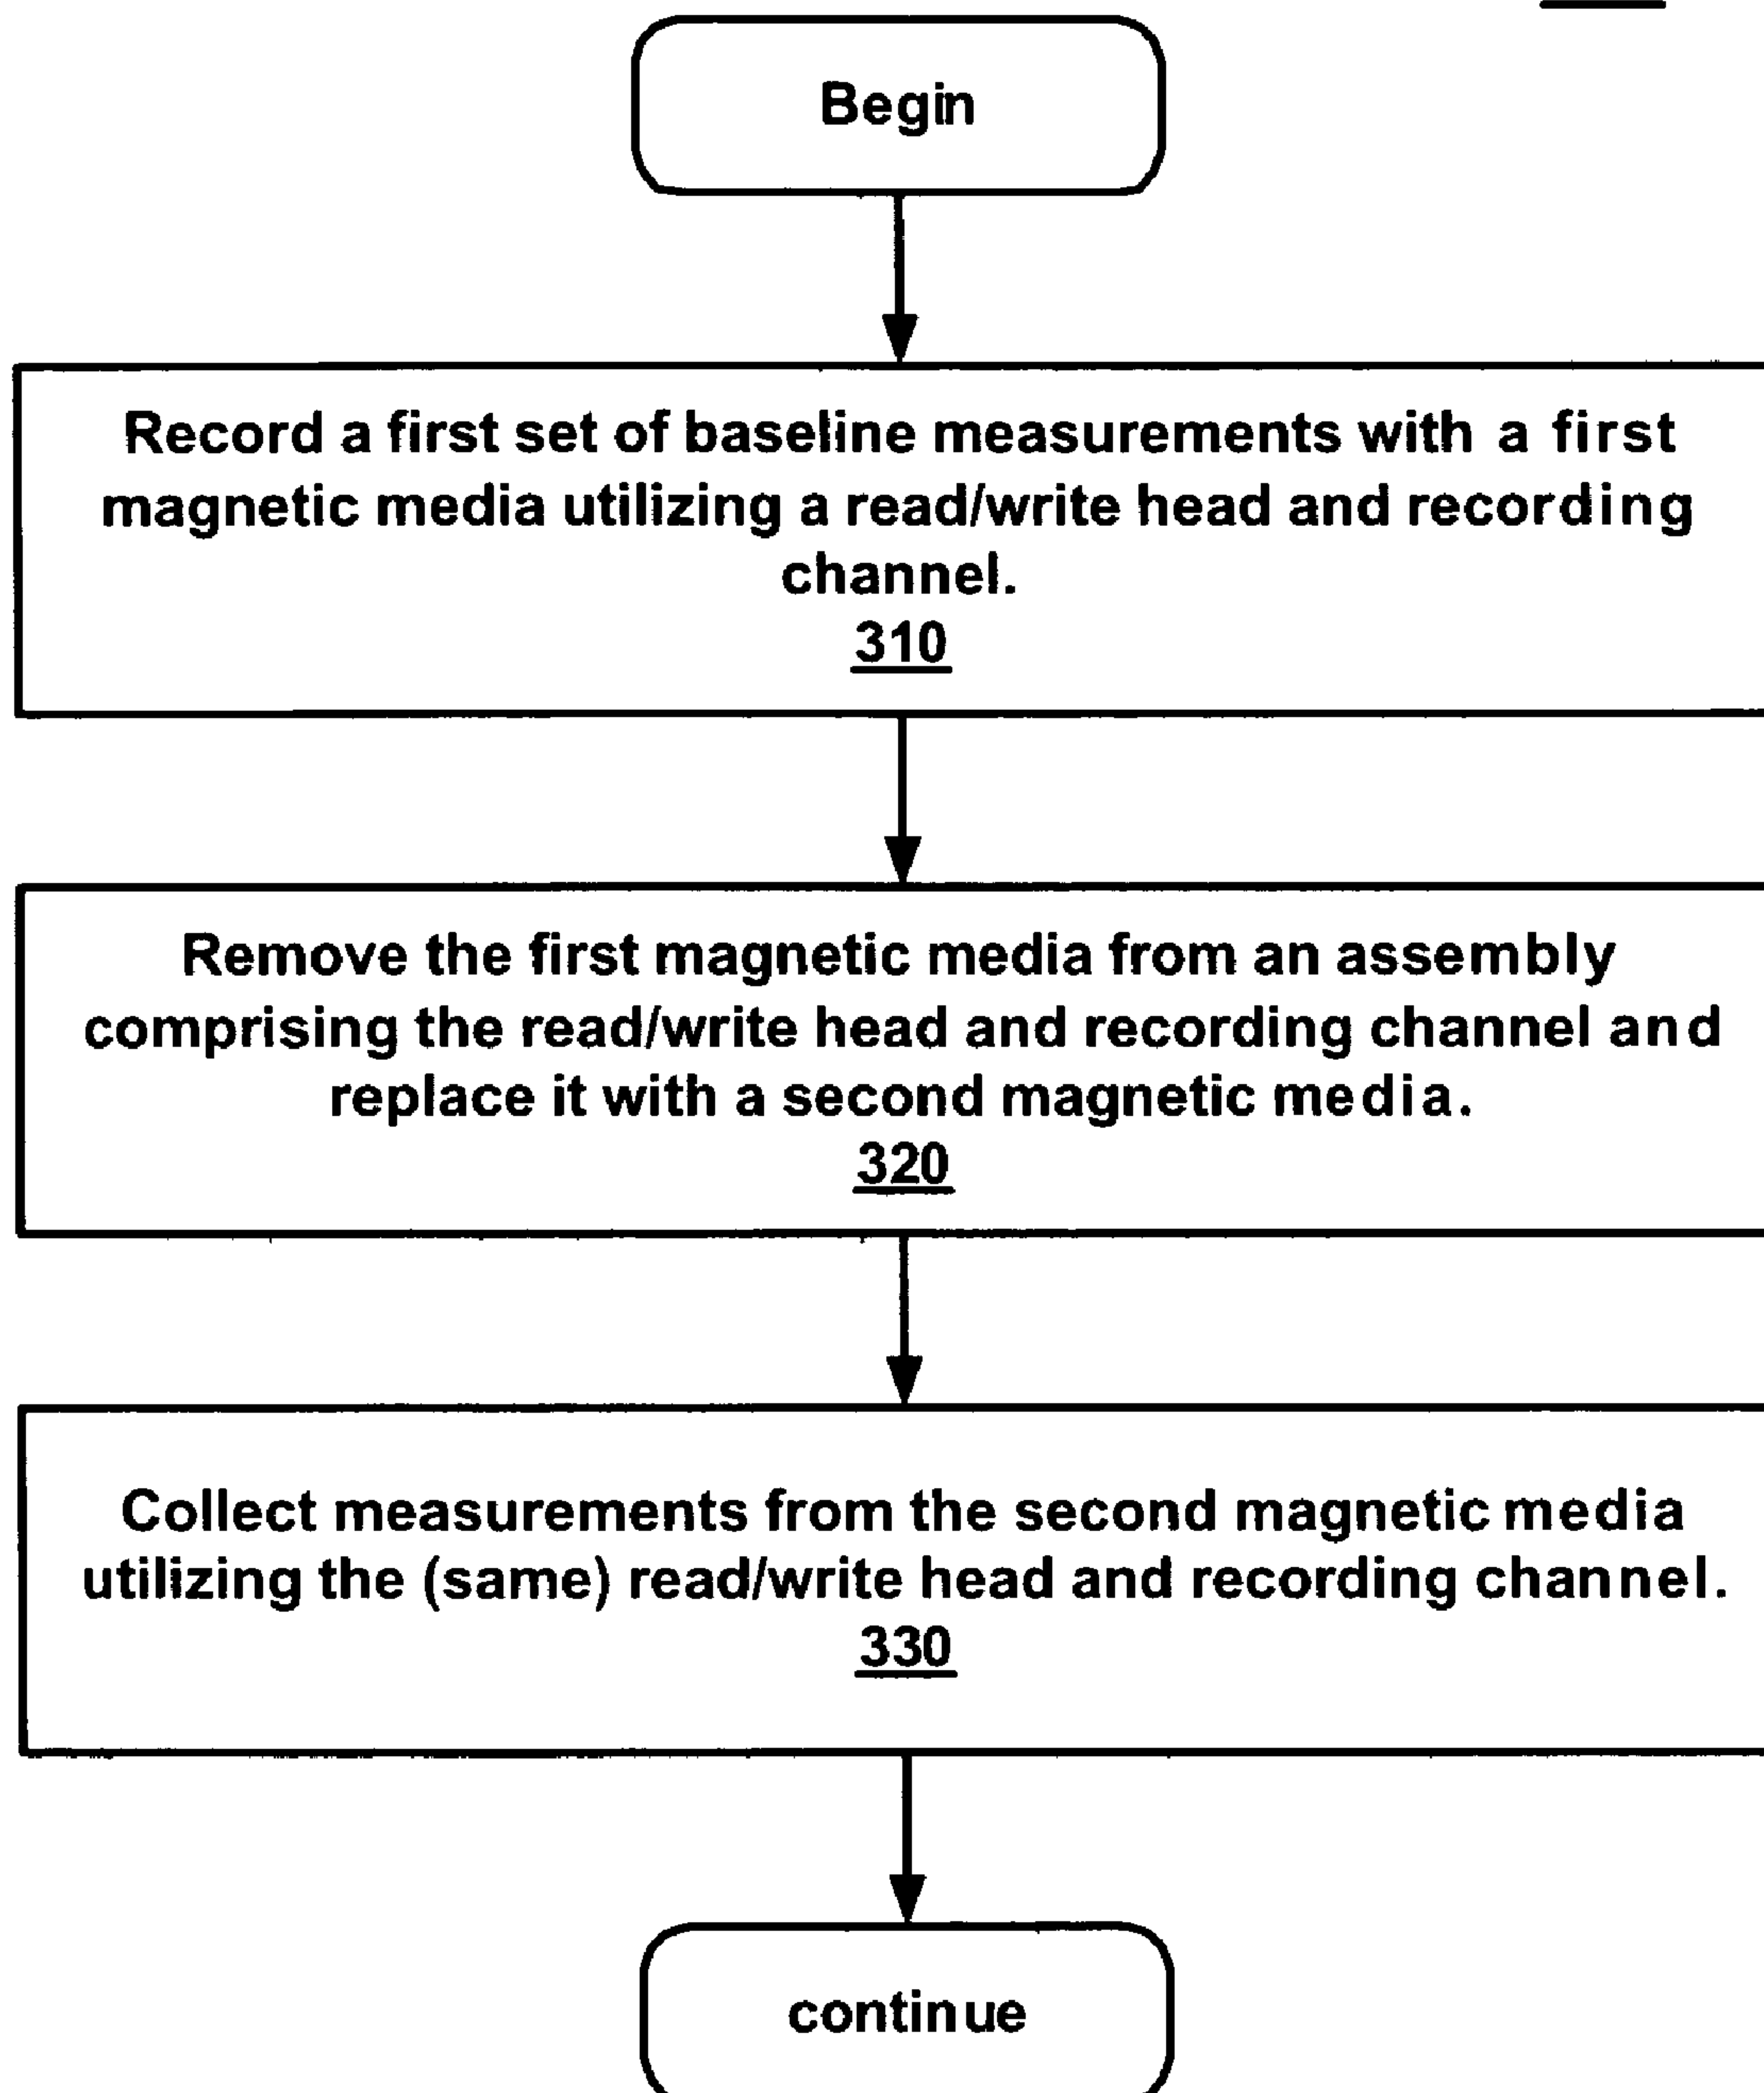 Begin
Record a first set of baseline measurements with a first
magnetic media utilizing a read/write head and recording
channel.
310
Remove the first magnetic media from an assembly
comprising the read/write head and recording channel and
replace it with a second magnetic media.
320
Collect measurements from the second magnetic media
utilizing the (same) read/write head and recording channel.
330
continue